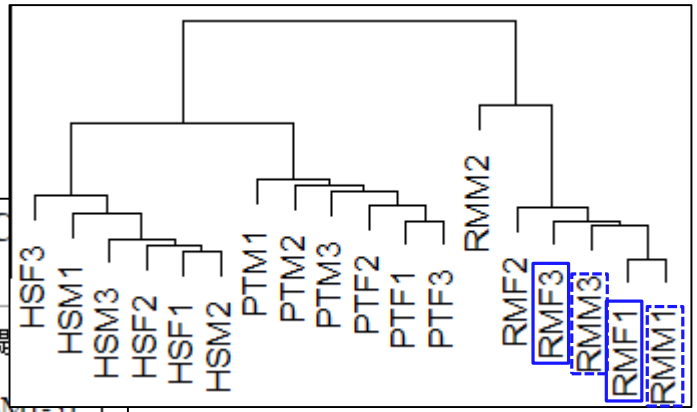 HSF3
HSM1
HSM3
HSF2
HSF1
HSM2
PTM1
PTM2
PTM3
PTF2
PTF1
PTF3
RMM2
RMF2
RMF3
RMM3
RMF1
RMM1